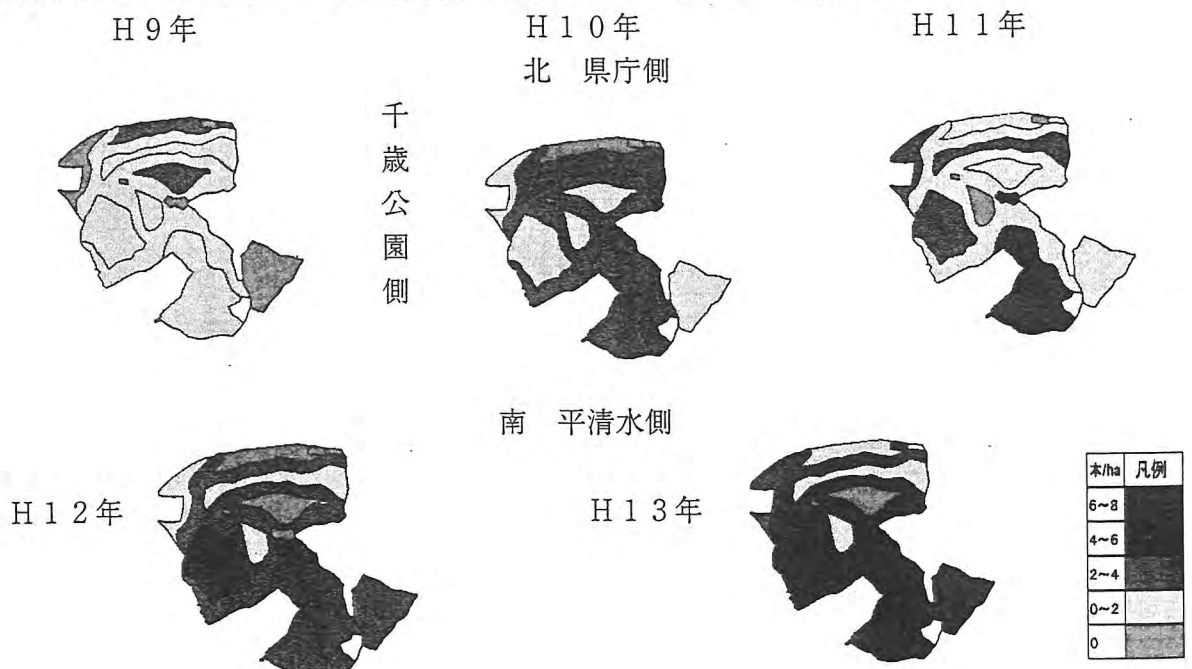 H9年
H10年
H11年
北 県庁側
千歳公園側
南 平清水側
H12年
H13年
本/ha 凡例
6~8
4~6
2~4
0~2
0